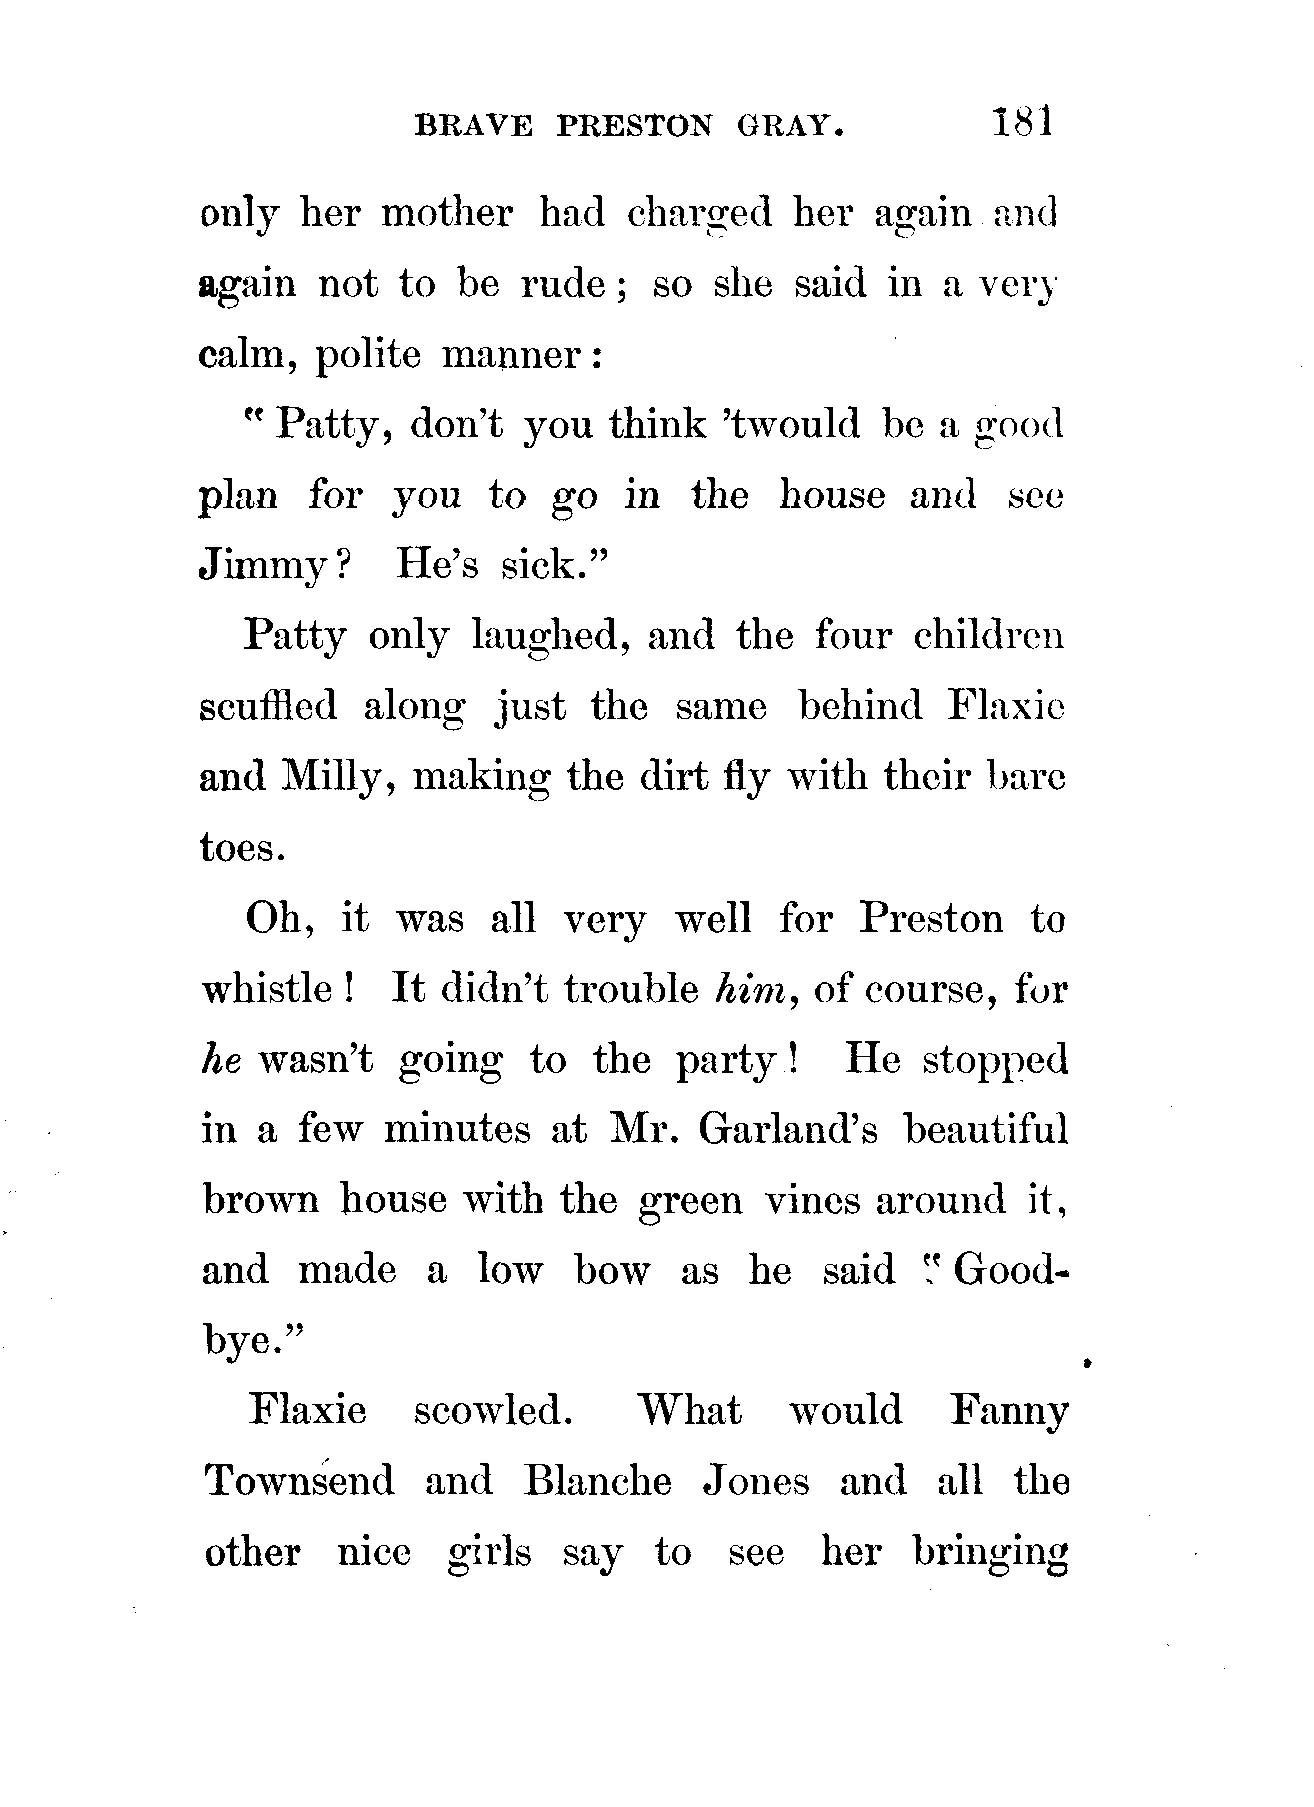 BRAVE PRESTON GRAY. 181
only her mother had charged her again and
again not to be rude; so she said in a very
calm, polite manner:
"Patty, don't you think 'twould be a good
plan for you to go in the house and see
Jimmy? He's sick."
Patty only laughed, and the four children
scuffled along just the same behind Flaxie
and Milly, making the dirt fly with their bare
toes.
Oh, it was all very well for Preston to
whistle! It didn't trouble him, of course, for
he wasn't going to the party! He stopped
in a few minutes at Mr. Garland's beautiful
brown house with the green vines around it,
and made a low bow as he said "Good-
bye."
Flaxie scowled. What would Fanny
Townsend and Blanche Jones and all the
other nice girls say to see her bringing